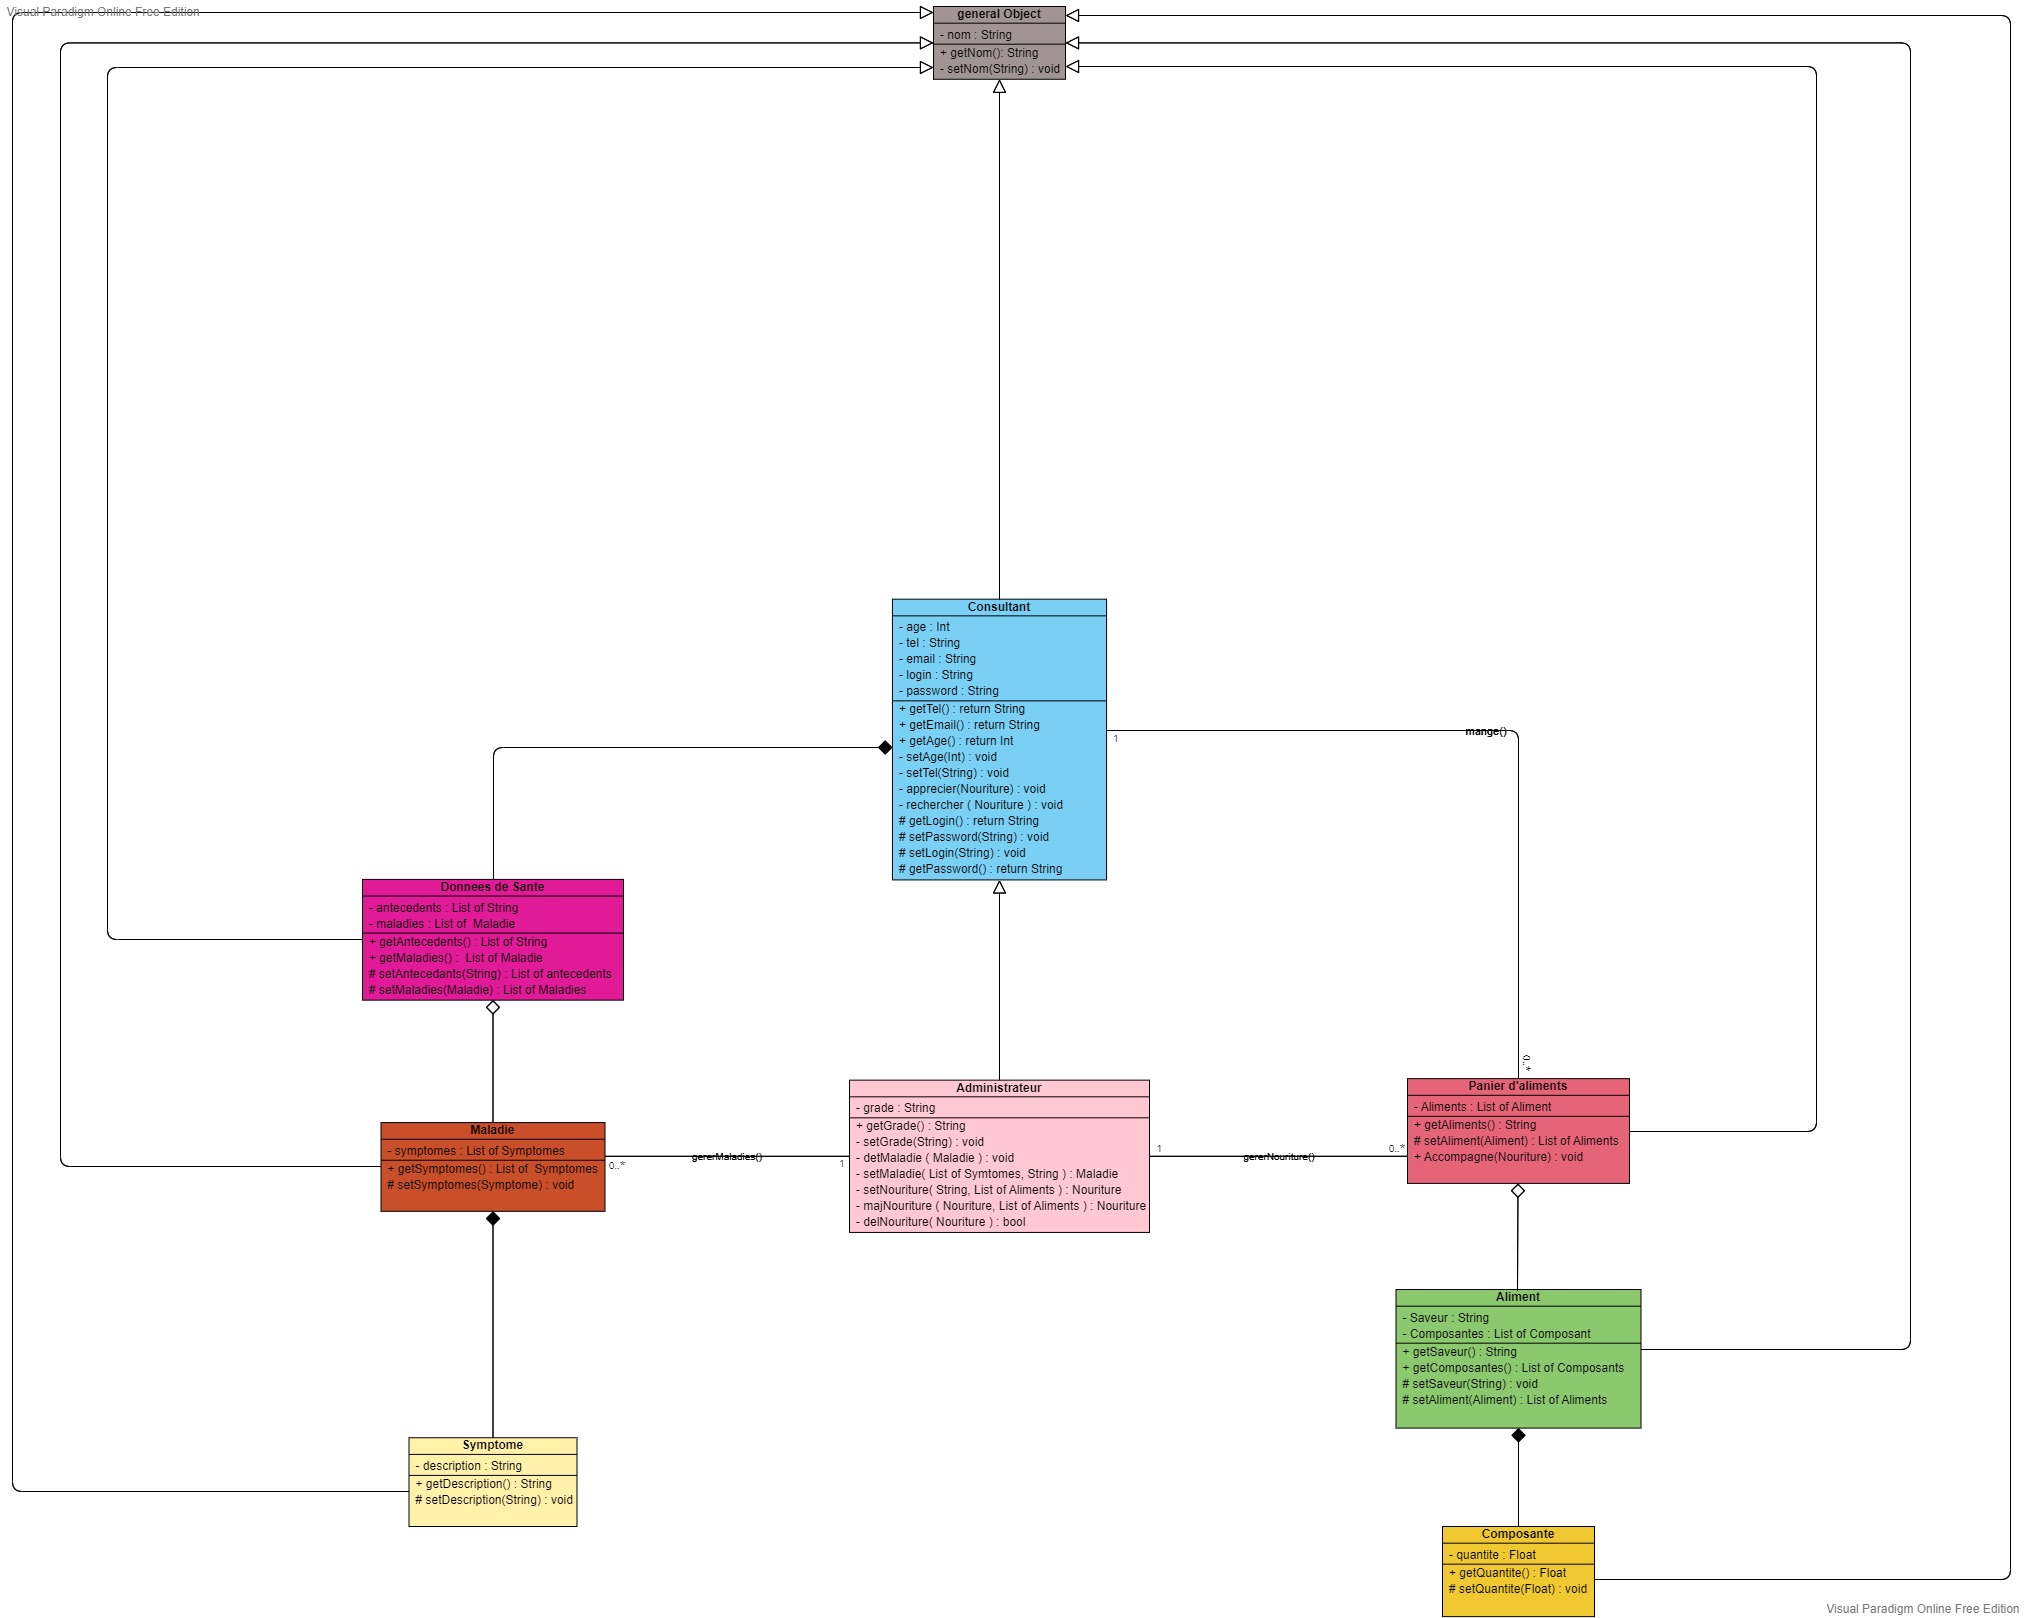 Visual Paradigm Online Free Edition
general Object
- nom : String
+ getNom(): String
- setNom(String) : void
Consultant
- age : Int
- tel : String
- email : String
- login : String
- password : String
+ getTel() : return String
+ getEmail() : return String
+ getAge() : return Int
- setAge(Int) : void
- setTel(String) : void
- apprecier(Nouriture) : void
- rechercher ( Nouriture ) : void
# getLogin() : return String
# setPassword(String) : void
# setLogin(String) : void
# getPassword() : return String
mange()
1
0..*
Donnees de Sante
- antecedents : List of String
- maladies : List of  Maladie
+ getAntecedents() : List of String
+ getMaladies() :  List of Maladie
# setAntecedants(String) : List of antecedents
# setMaladies(Maladie) : List of Maladies
Maladie
- symptomes : List of Symptomes
+ getSymptomes() : List of  Symptomes
# setSymptomes(Symptome) : void
0..*
gererMaladies()
1
Administrateur
- grade : String
+ getGrade() : String
- setGrade(String) : void
- detMaladie ( Maladie ) : void
- setMaladie( List of Symtomes, String ) : Maladie
- setNouriture( String, List of Aliments ) : Nouriture
- majNouriture ( Nouriture, List of Aliments ) : Nouriture
- delNouriture( Nouriture ) : bool
1
gererNouriture()
0..*
Panier d'aliments
- Aliments : List of Aliment
+ getAliments() : String
# setAliment(Aliment) : List of Aliments
+ Accompagne(Nouriture) : void
Aliment
- Saveur : String
- Composantes : List of Composant
+ getSaveur() : String
+ getComposantes() : List of Composants
# setSaveur(String) : void
# setAliment(Aliment) : List of Aliments
Symptome
- description : String
+ getDescription() : String
# setDescription(String) : void
Composante
- quantite : Float
+ getQuantite() : Float
# setQuantite(Float) : void
Visual Paradigm Online Free Edition